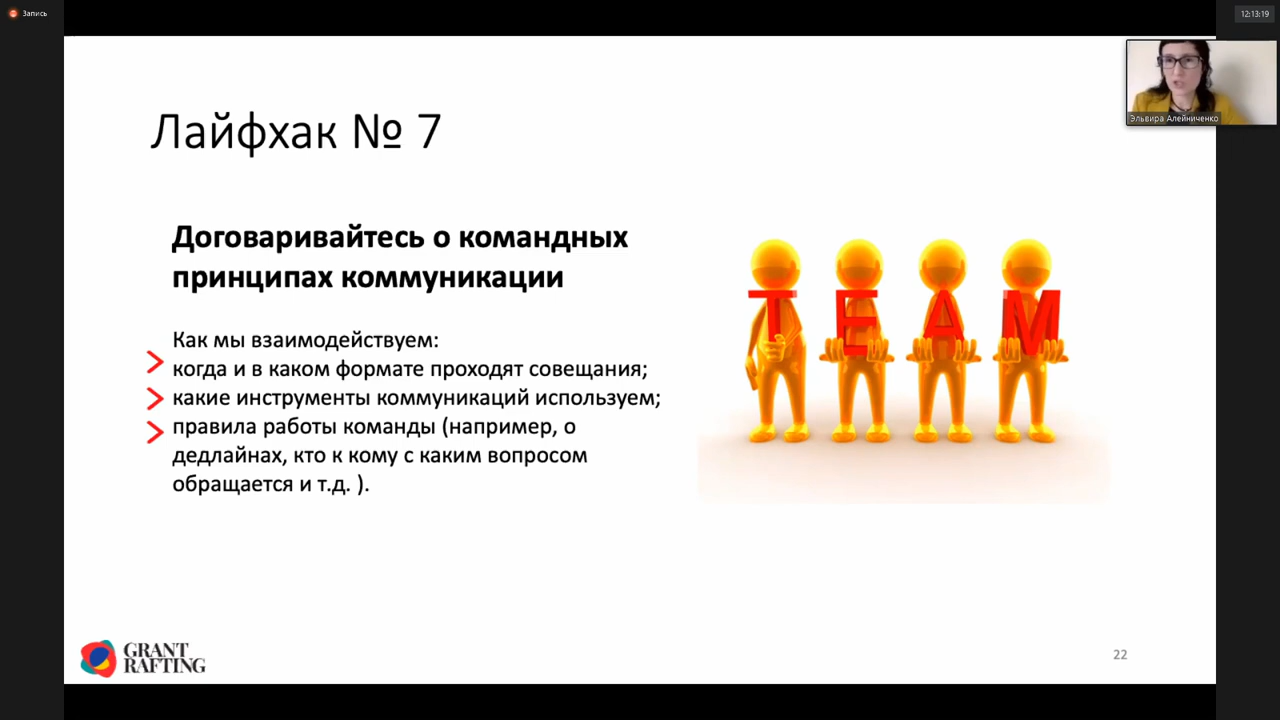 Запись
12:13:19
Эльвира Алейниченко
Лайфхак № 7
Договаривайтесь о командных
принципах коммуникации
Как мы взаимодействуем:
когда и в каком формате проходят совещания;
какие инструменты коммуникаций используем;
правила работы команды (например, о
дедлайнах, кто к кому с каким вопросом
обращается и т.д. ).
TEAM
GRANT
RAFTING
22